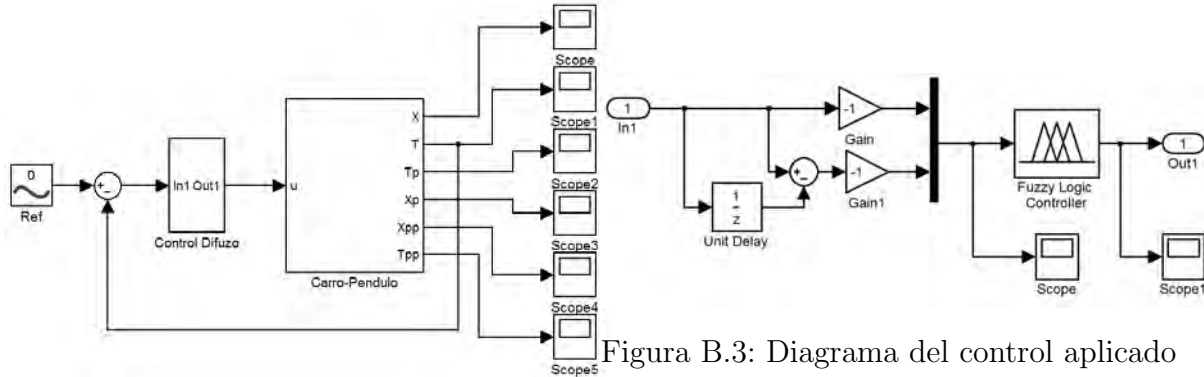 0
Ref
+
-
In1 Out1
Control Difuzo
u
X
T
Tp
Xp
Xpp
Tpp
Carro-Pendulo
Scope
Scope1
Scope2
Scope3
Scope4
Scope5
1
In1
-1
Gain
+
-
-1
Gain1
1
z
Unit Delay
Fuzzy Logic
Controller
1
Out1
Scope
Scope1
Figura B.3: Diagrama del control aplicado